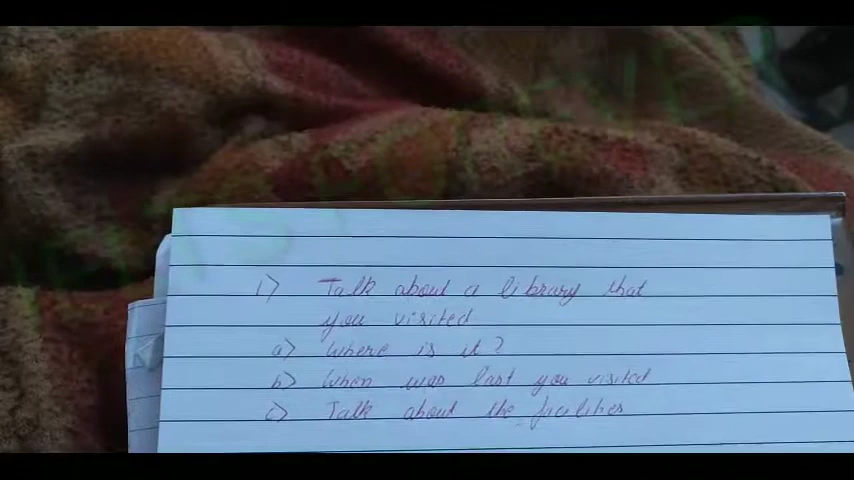 1) Talk about a library that
you visited
a) Where is it?
b) When was last you visited
c) Talk about the facilities